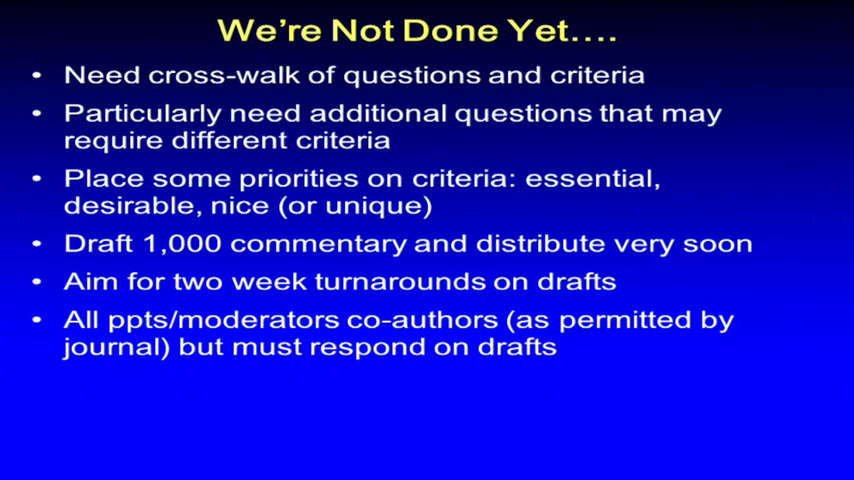 We're Not Done Yet....
• Need cross-walk of questions and criteria
• Particularly need additional questions that may
require different criteria
• Place some priorities on criteria: essential,
desirable, nice (or unique)
• Draft 1,000 commentary and distribute very soon
• Aim for two week turnarounds on drafts
• All ppts/moderators co-authors (as permitted by
journal) but must respond on drafts